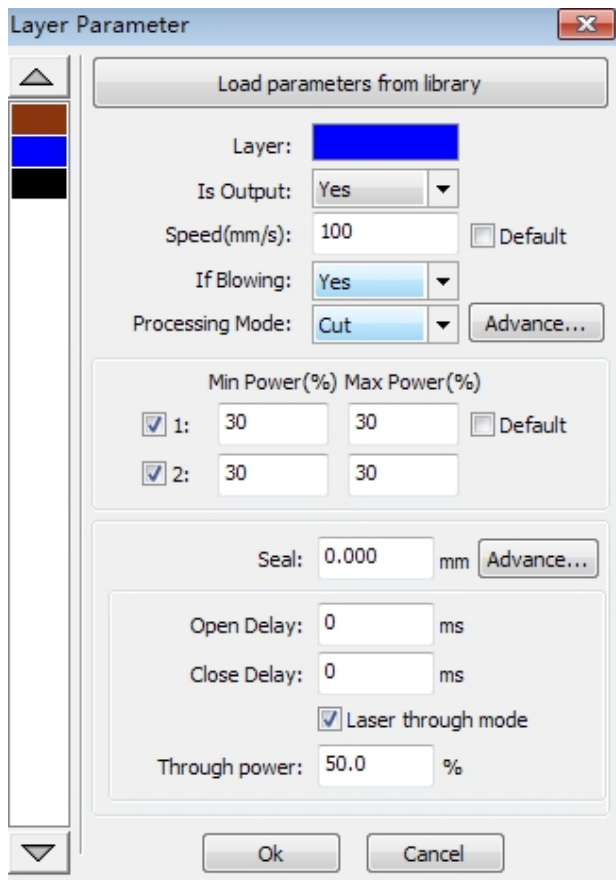 Layer Parameter
Load parameters from library
Layer:
Is Output: Yes
Speed(mm/s): 100 Default
If Blowing: Yes
Processing Mode: Cut Advance...
Min Power(%) Max Power(%)
1: 30 30 Default
2: 30 30
Seal: 0.000 mm Advance...
Open Delay: 0 ms
Close Delay: 0 ms
Laser through mode
Through power: 50.0 %
Ok Cancel